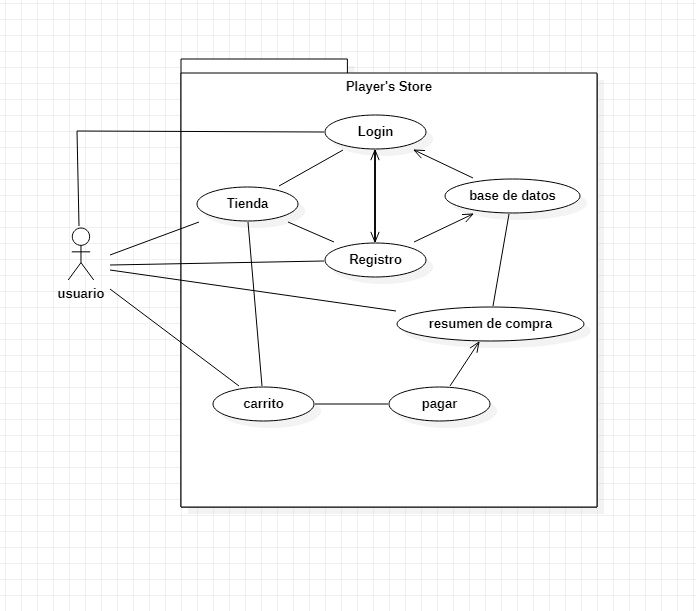 Player's Store
Login
base de datos
Tienda
Registro
usuario
resumen de compra
carrito
pagar